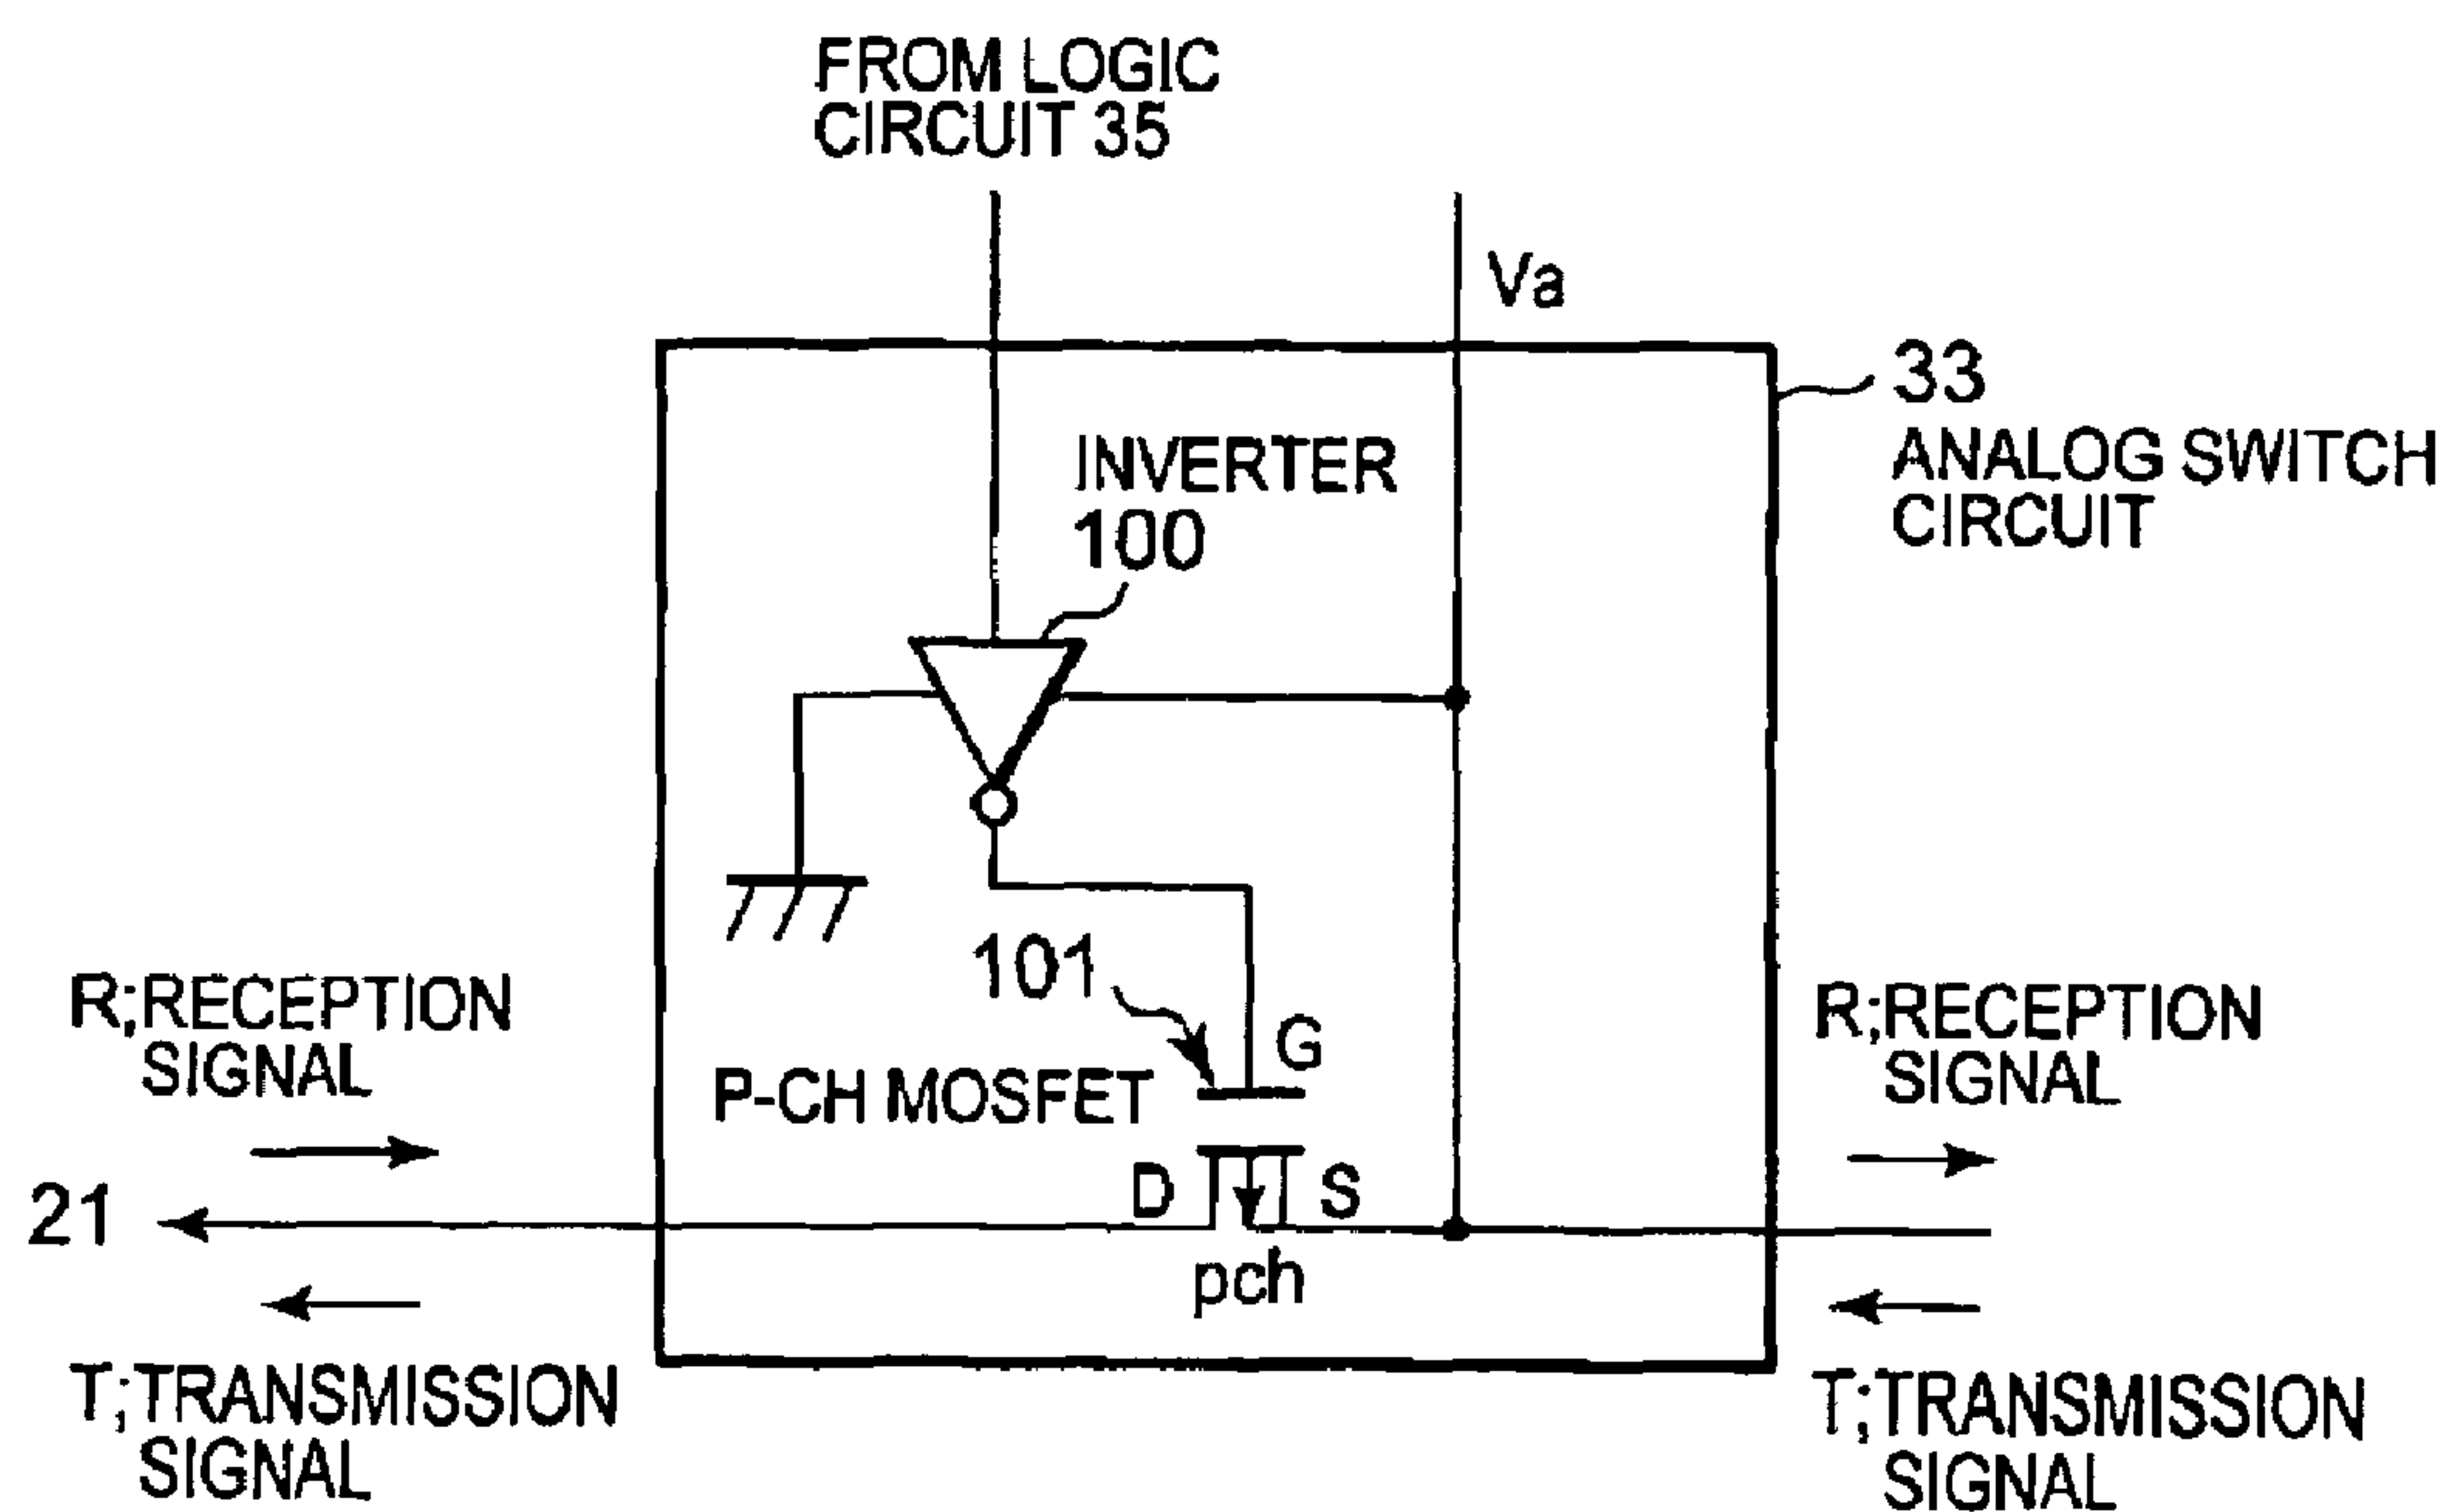 FROM LOGIC
CIRCUIT 35
Va
33
ANALOG SWITCH
CIRCUIT
INVERTER
100
101
G
R;RECEPTION
SIGNAL
R;RECEPTION
SIGNAL
P-CH MOSFET
D
S
21
pch
T;TRANSMISSION
SIGNAL
T;TRANSMISSION
SIGNAL